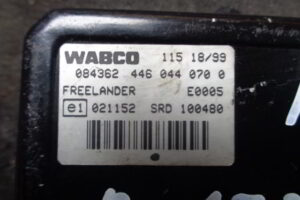 WABCO 115 18/99
084362 446 044 070 0
FREELANDER E0005
e1 021152 SRD 100480